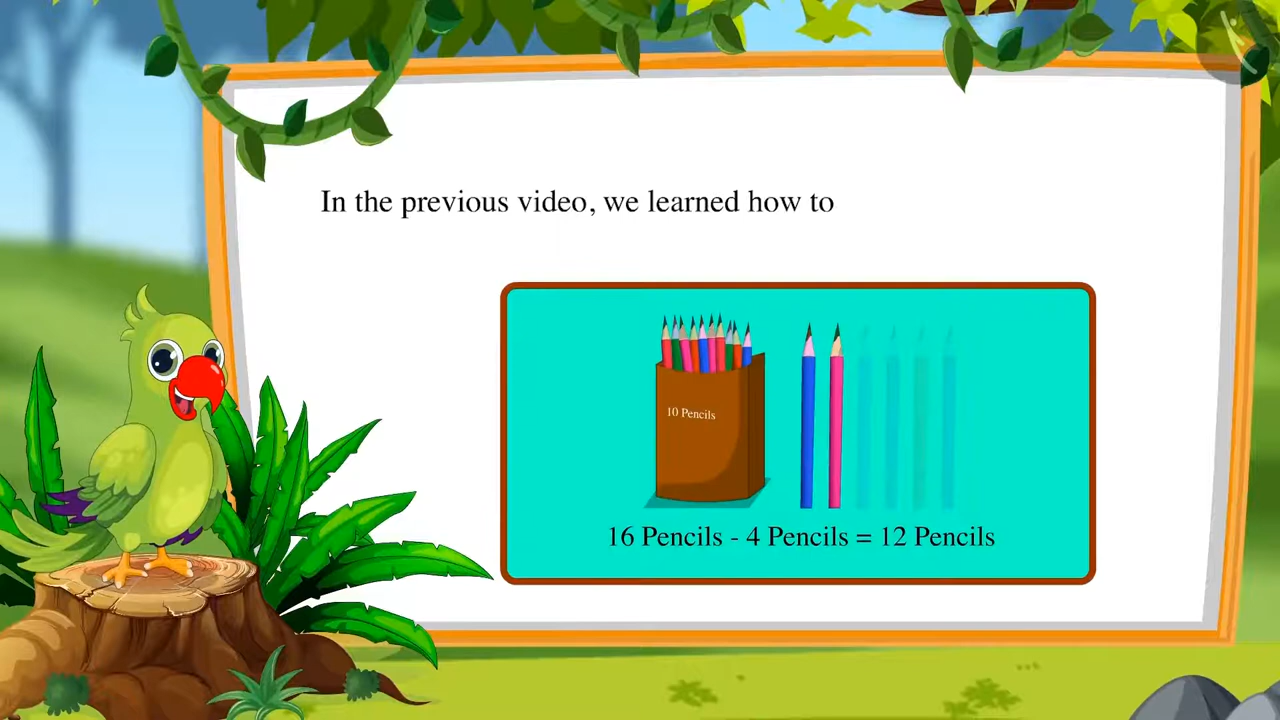 In the previous video, we learned how to
10 Pencils
16 Pencils - 4 Pencils = 12 Pencils